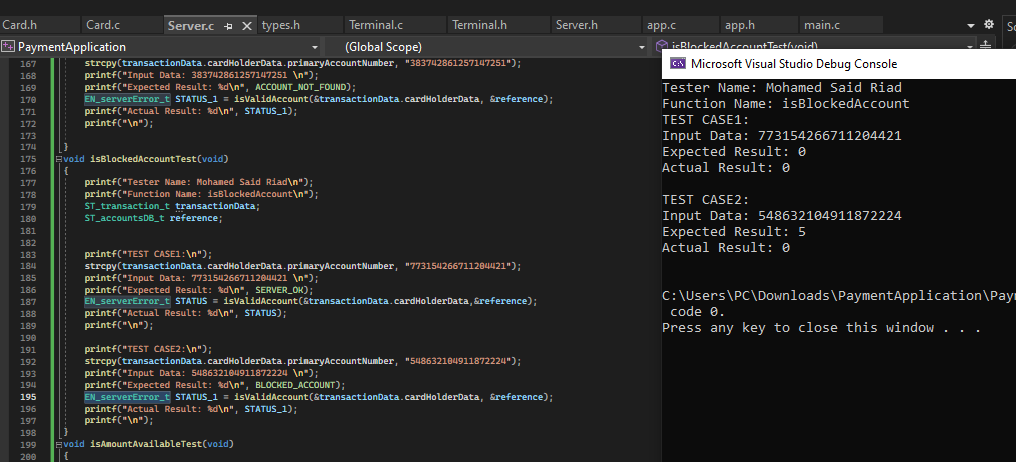 Card.h Card.c Server.c types.h Terminal.c Terminal.h Server.h app.c app.h main.c
PaymentApplication (Global Scope) isBlockedAccountTest(void)
167 strcpy(transactionData.cardHolderData.primaryAccountNumber, "383742861257147251");
168 printf("Input Data: 383742861257147251 \n");
169 printf("Expected Result: %d\n", ACCOUNT_NOT_FOUND);
170 EN_serverError_t STATUS_1 = isValidAccount(&transactionData.cardHolderData, &reference);
171 printf("Actual Result: %d\n", STATUS_1);
172 printf("\n");
173
174 }
175 void isBlockedAccountTest(void)
176 {
177 printf("Tester Name: Mohamed Said Riad\n");
178 printf("Function Name: isBlockedAccount\n");
179 ST_transaction_t transactionData;
180 ST_accountsDB_t reference;
181
182
183 printf("TEST CASE1:\n");
184 strcpy(transactionData.cardHolderData.primaryAccountNumber, "773154266711204421");
185 printf("Input Data: 773154266711204421 \n");
186 printf("Expected Result: %d\n", SERVER_OK);
187 EN_serverError_t STATUS = isValidAccount(&transactionData.cardHolderData,&reference);
188 printf("Actual Result: %d\n", STATUS);
189 printf("\n");
190
191 printf("TEST CASE2:\n");
192 strcpy(transactionData.cardHolderData.primaryAccountNumber, "548632104911872224");
193 printf("Input Data: 548632104911872224 \n");
194 printf("Expected Result: %d\n", BLOCKED_ACCOUNT);
195 EN_serverError_t STATUS_1 = isValidAccount(&transactionData.cardHolderData, &reference);
196 printf("Actual Result: %d\n", STATUS_1);
197 printf("\n");
198 }
199 void isAmountAvailableTest(void)
200 {
Microsoft Visual Studio Debug Console
Tester Name: Mohamed Said Riad
Function Name: isBlockedAccount
TEST CASE1:
Input Data: 773154266711204421
Expected Result: 0
Actual Result: 0
TEST CASE2:
Input Data: 548632104911872224
Expected Result: 5
Actual Result: 0
C:\Users\PC\Downloads\PaymentApplication\Paym
code 0.
Press any key to close this window . . .